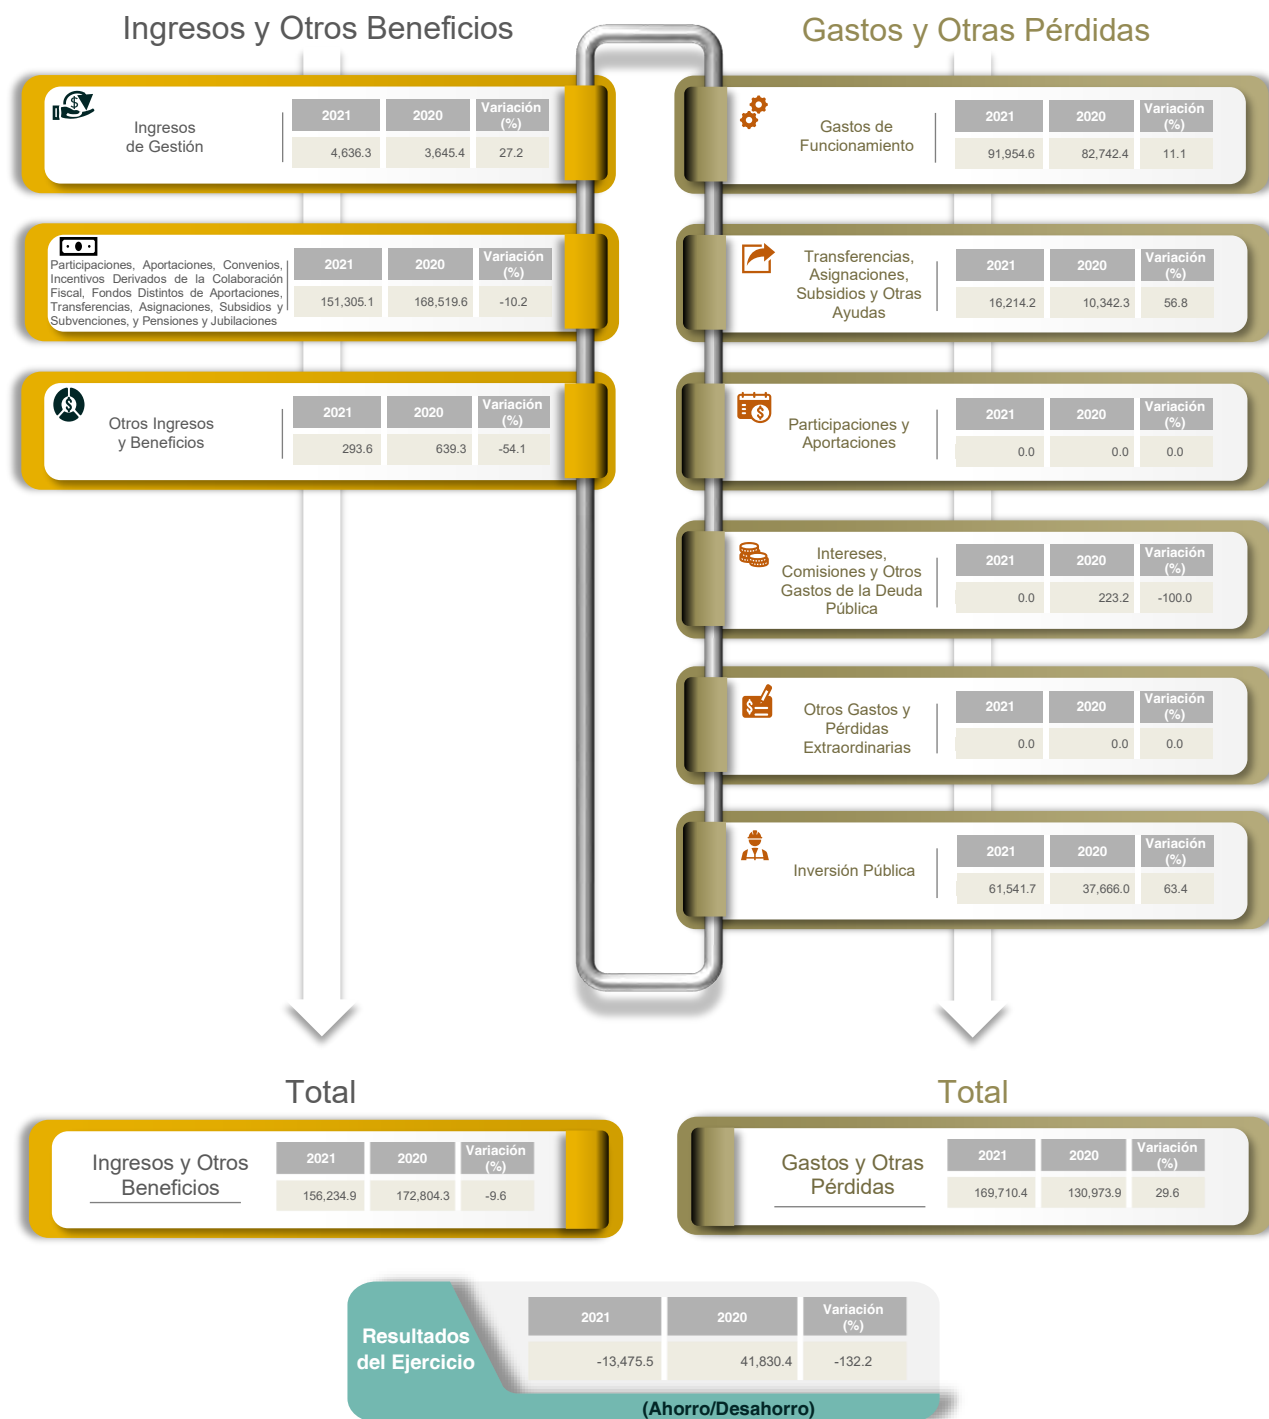 Ingresos y Otros Beneficios
Ingresos
de Gestión
2021 2020 Variación
(%)
4,636.3 3,645.4 27.2
Participaciones, Aportaciones, Convenios,
Incentivos Derivados de la Colaboración
Fiscal, Fondos Distintos de Aportaciones,
Transferencias, Asignaciones, Subsidios y
Subvenciones, y Pensiones y Jubilaciones
2021 2020 Variación
(%)
151,305.1 168,519.6 -10.2
Otros Ingresos
y Beneficios
2021 2020 Variación
(%)
293.6 639.3 -54.1
Gastos y Otras Pérdidas
Gastos de
Funcionamiento
2021 2020 Variación
(%)
91,954.6 82,742.4 11.1
Transferencias,
Asignaciones,
Subsidios y Otras
Ayudas
2021 2020 Variación
(%)
16,214.2 10,342.3 56.8
Participaciones y
Aportaciones
2021 2020 Variación
(%)
0.0 0.0 0.0
Intereses,
Comisiones y Otros
Gastos de la Deuda
Pública
2021 2020 Variación
(%)
0.0 223.2 -100.0
Otros Gastos y
Pérdidas
Extraordinarias
2021 2020 Variación
(%)
0.0 0.0 0.0
Inversión Pública
2021 2020 Variación
(%)
61,541.7 37,666.0 63.4
Total
Ingresos y Otros
Beneficios
2021 2020 Variación
(%)
156,234.9 172,804.3 -9.6
Total
Gastos y Otras
Pérdidas
2021 2020 Variación
(%)
169,710.4 130,973.9 29.6
Resultados
del Ejercicio
2021 2020 Variación
(%)
-13,475.5 41,830.4 -132.2
(Ahorro/Desahorro)